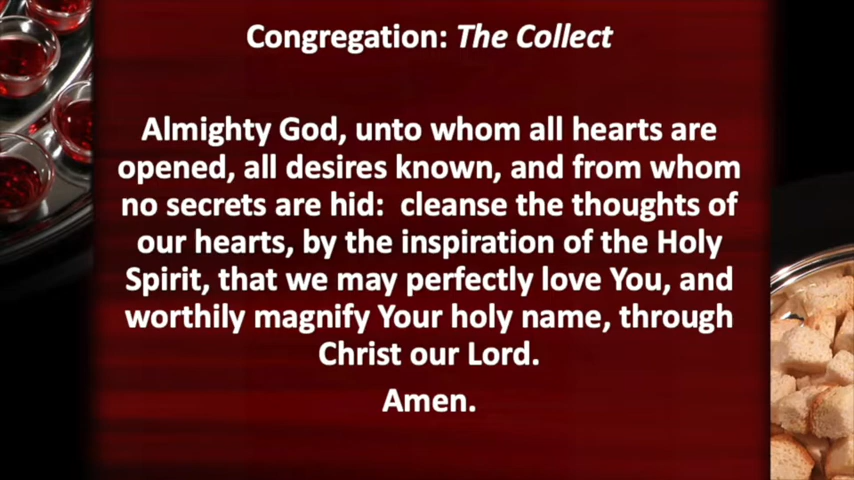 Congregation: The Collect
Almighty God, unto whom all hearts are
opened, all desires known, and from whom
no secrets are hid:  cleanse the thoughts of
our hearts, by the inspiration of the Holy
Spirit, that we may perfectly love You, and
worthily magnify Your holy name, through
Christ our Lord.
Amen.